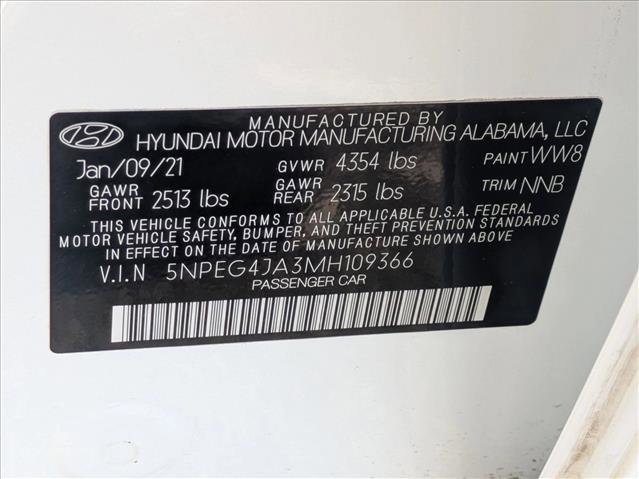 MANUFACTURED BY
HYUNDAI MOTOR MANUFACTURING ALABAMA, LLC
Jan/09/21 GVWR 4354 lbs PAINT WW8
GAWR FRONT 2513 lbs GAWR REAR 2315 lbs TRIM NNB
THIS VEHICLE CONFORMS TO ALL APPLICABLE U.S.A. FEDERAL
MOTOR VEHICLE SAFETY, BUMPER, AND THEFT PREVENTION STANDARDS
IN EFFECT ON THE DATE OF MANUFACTURE SHOWN ABOVE
V.I.N 5NPEG4JA3MH109366
PASSENGER CAR